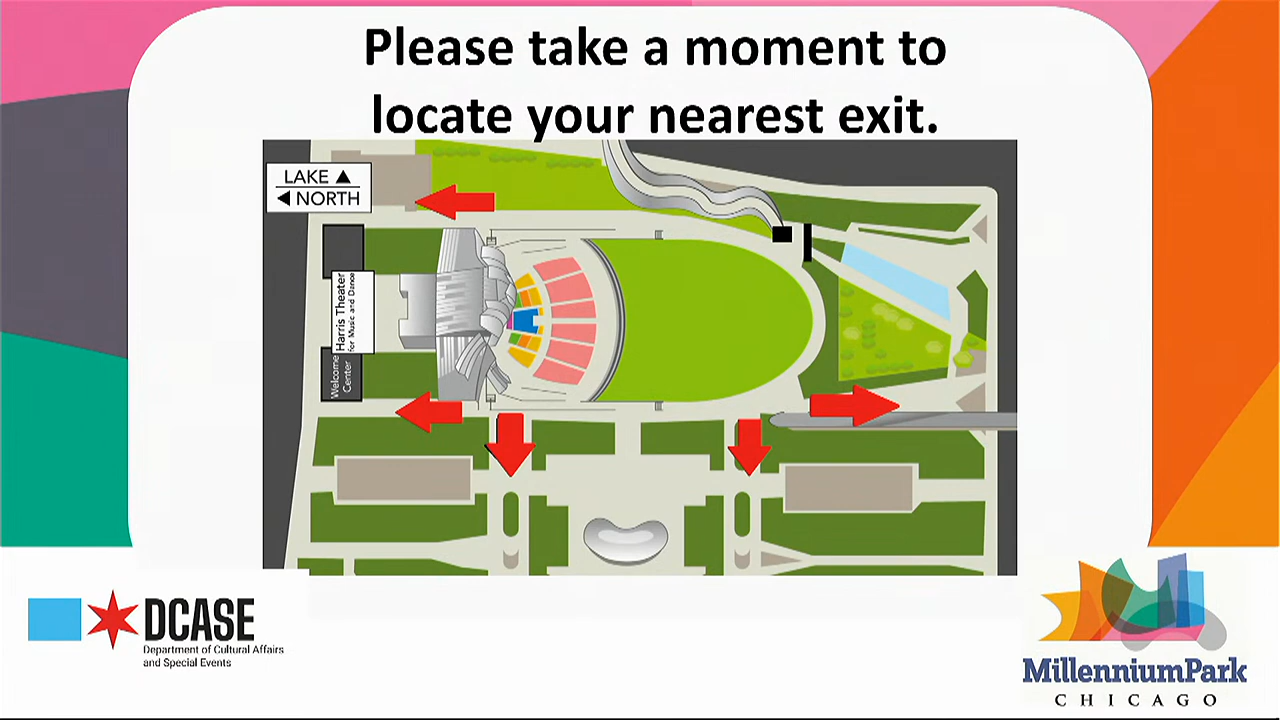 Please take a moment to
locate your nearest exit.
LAKE ▲
◀ NORTH
Harris Theater
for Music and Dance
Welcome
Center
DCASE
Department of Cultural Affairs
and Special Events
MillenniumPark
CHICAGO